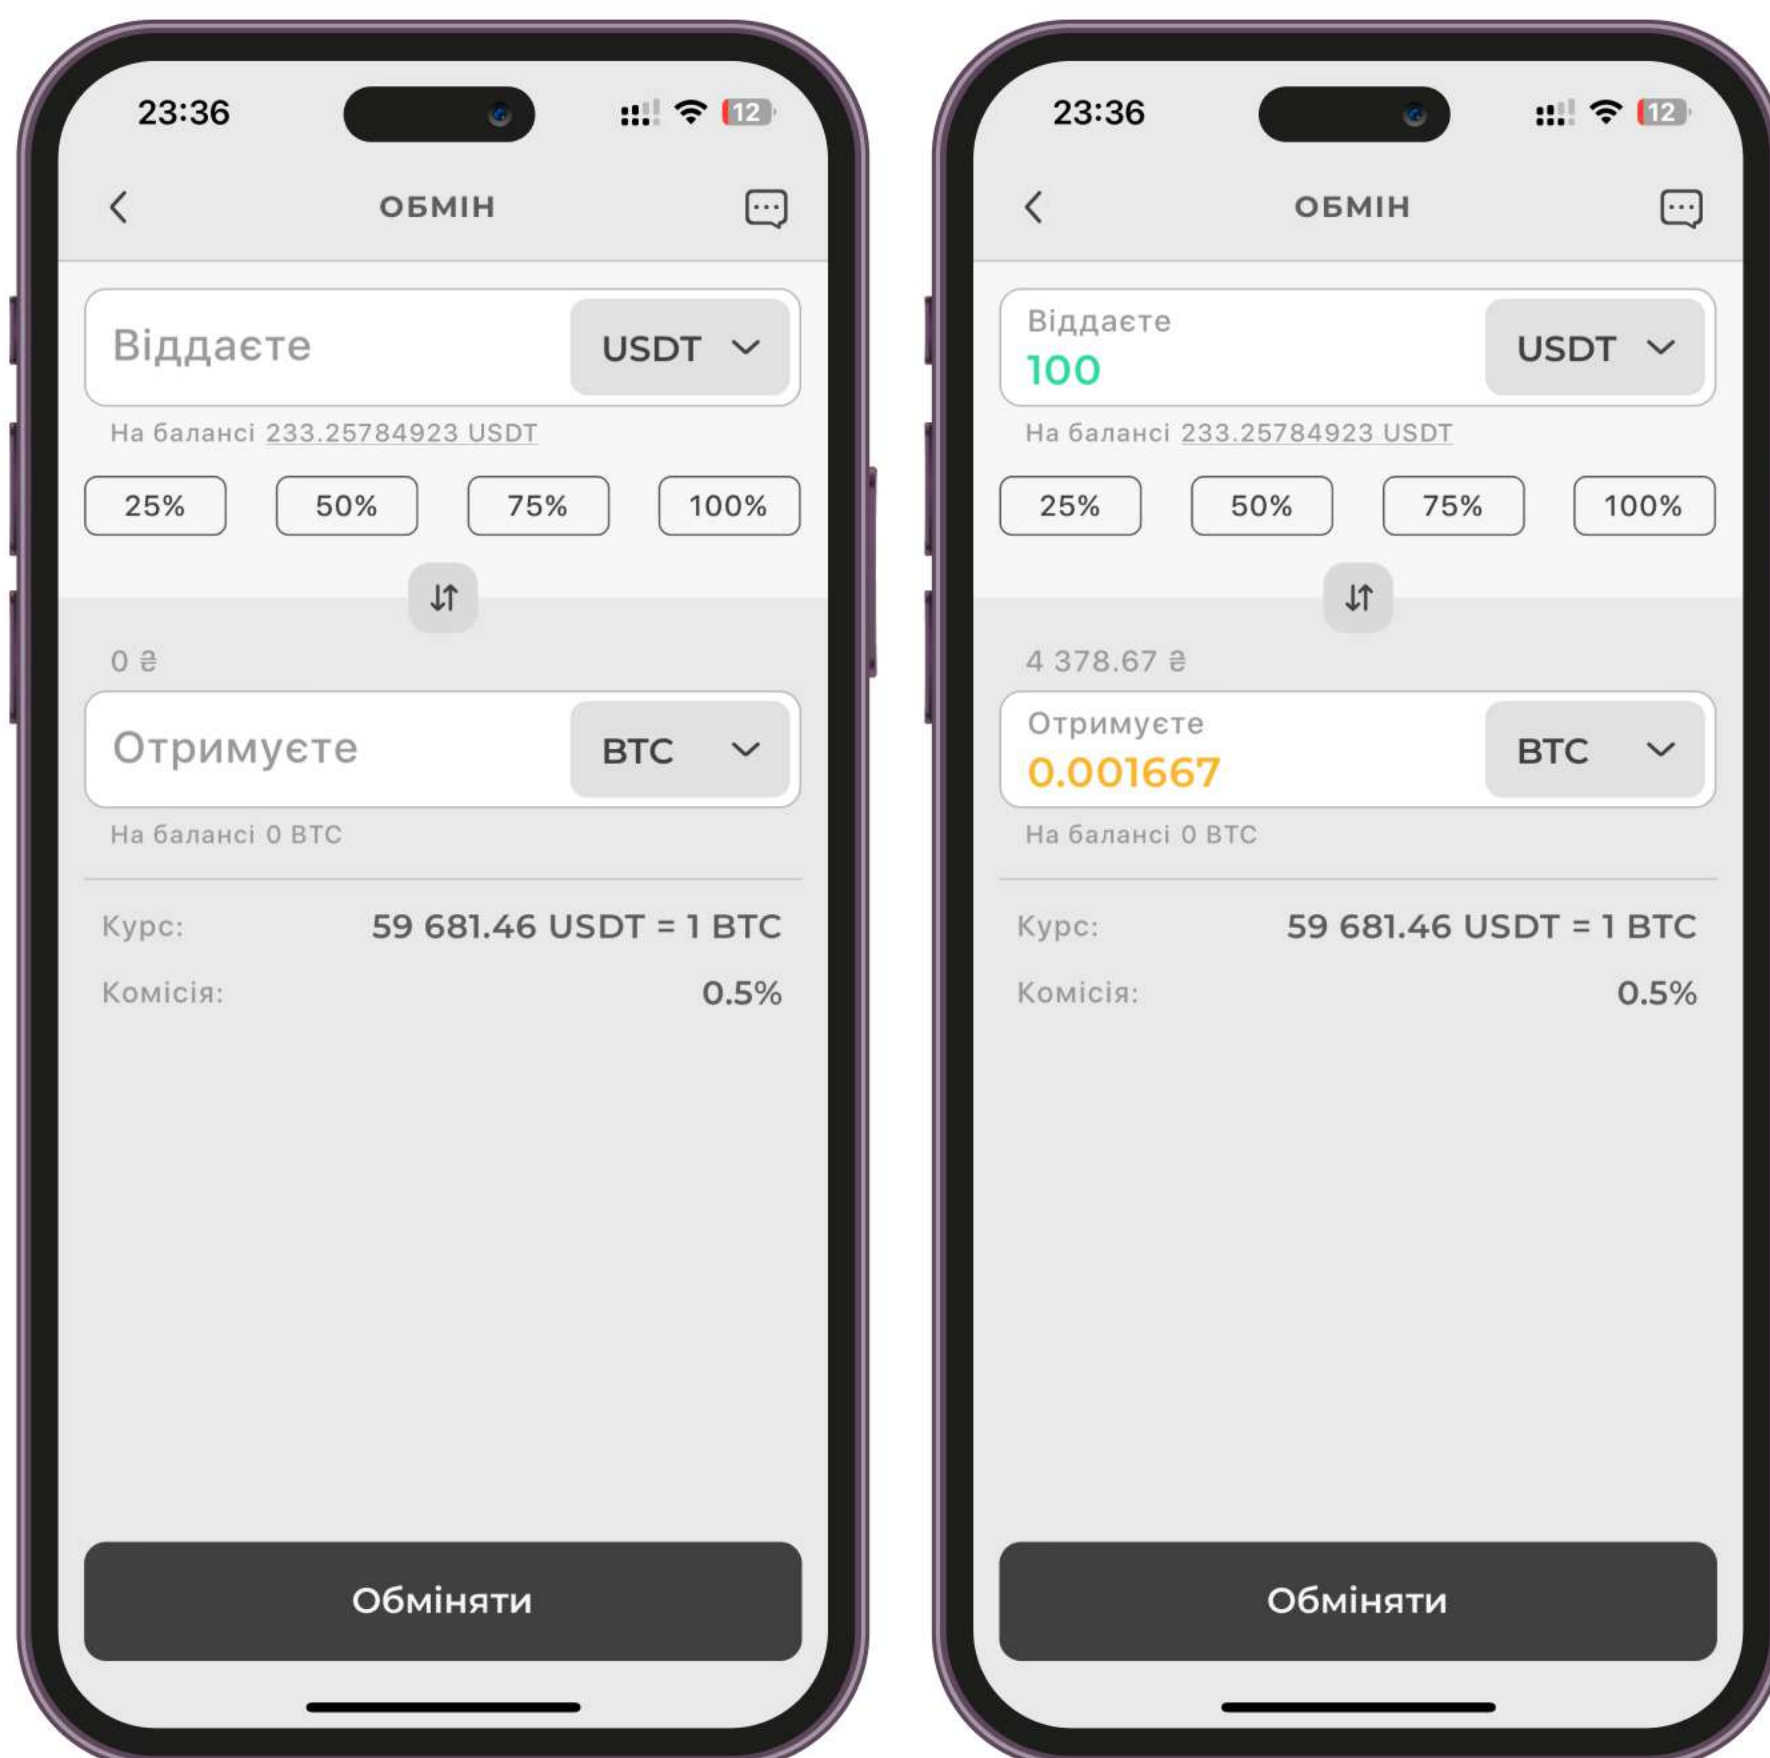 23:36
12
ОБМІН
Віддаєте
USDT
На балансі 233.25784923 USDT
25%
50%
75%
100%
0 ₴
Отримуєте
BTC
На балансі 0 BTC
Курс:
59 681.46 USDT = 1 BTC
Комісія:
0.5%
Обміняти
23:36
12
ОБМІН
Віддаєте
100
USDT
На балансі 233.25784923 USDT
25%
50%
75%
100%
4 378.67 ₴
Отримуєте
0.001667
BTC
На балансі 0 BTC
Курс:
59 681.46 USDT = 1 BTC
Комісія:
0.5%
Обміняти